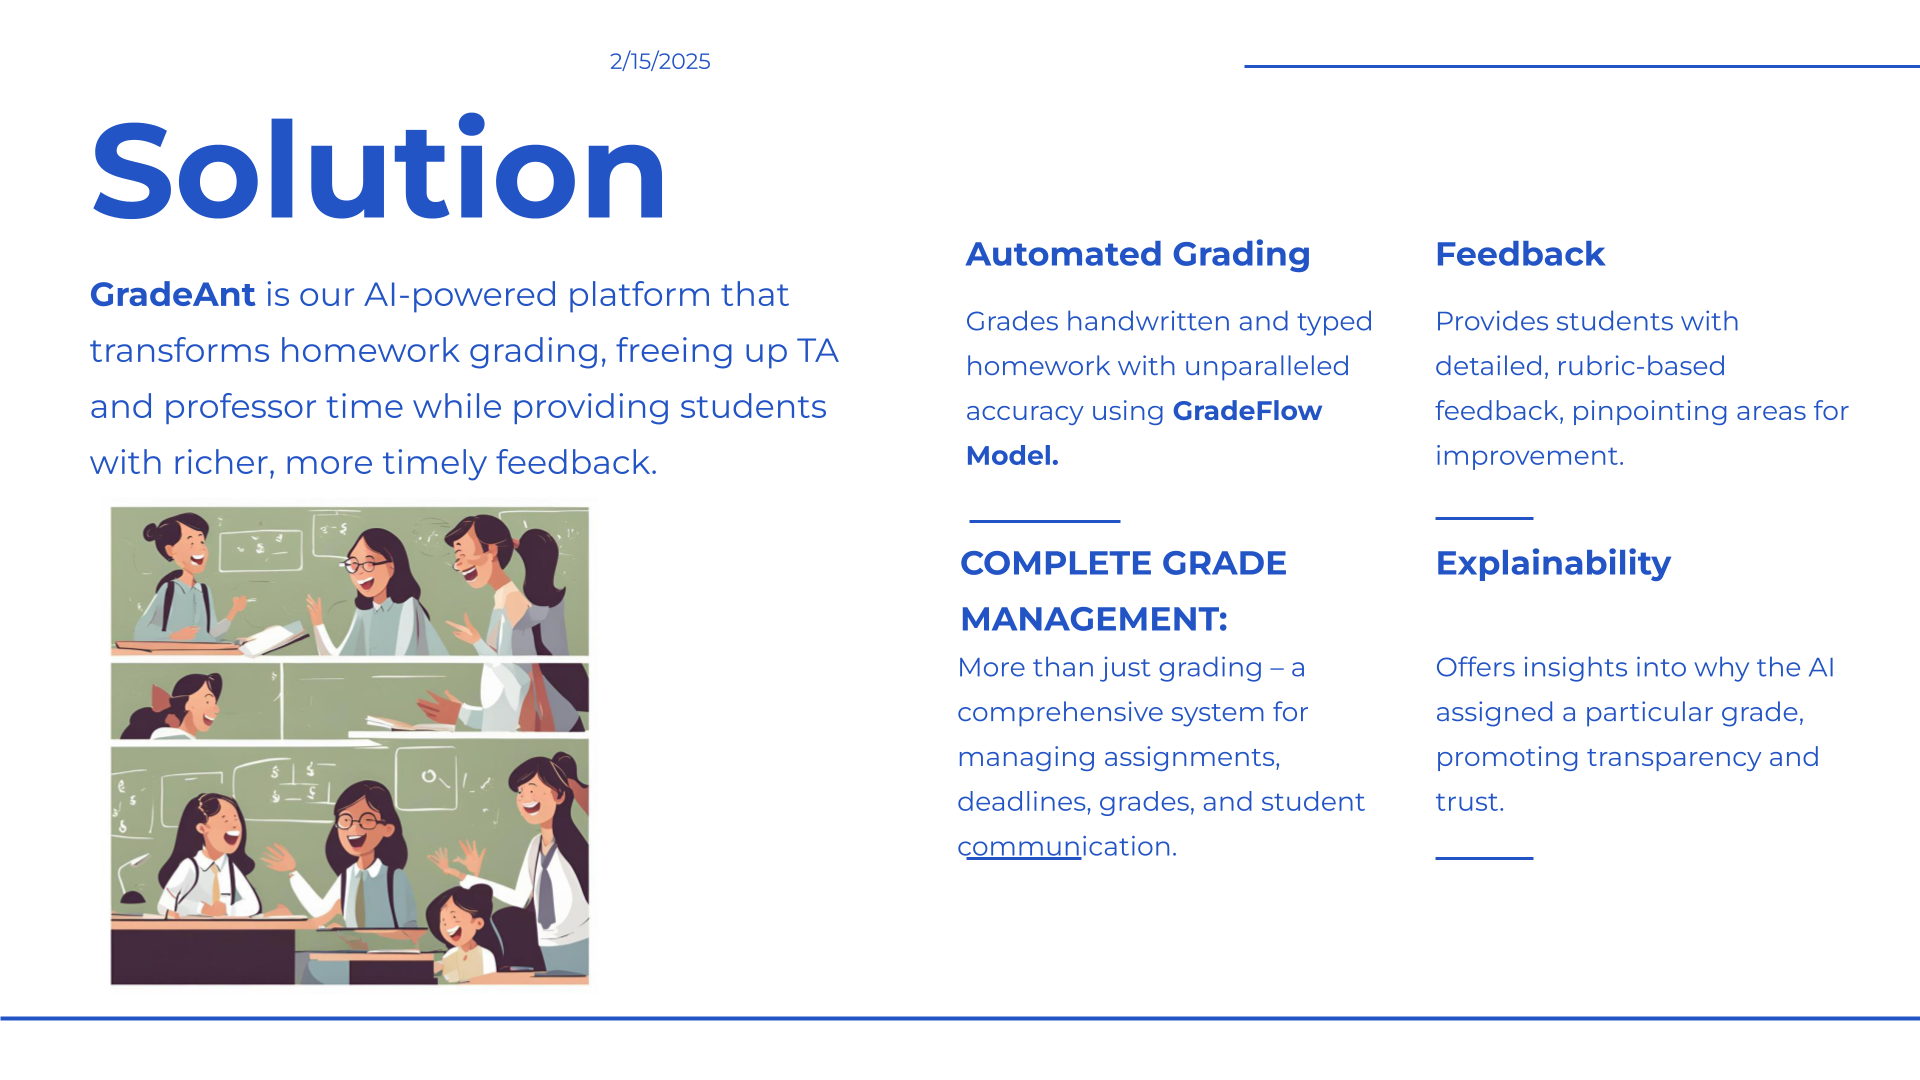 2/15/2025
Solution
GradeAnt is our AI-powered platform that
transforms homework grading, freeing up TA
and professor time while providing students
with richer, more timely feedback.
Automated Grading
Grades handwritten and typed
homework with unparalleled
accuracy using GradeFlow
Model.
Feedback
Provides students with
detailed, rubric-based
feedback, pinpointing areas for
improvement.
COMPLETE GRADE
MANAGEMENT:
More than just grading – a
comprehensive system for
managing assignments,
deadlines, grades, and student
communication.
Explainability
Offers insights into why the AI
assigned a particular grade,
promoting transparency and
trust.